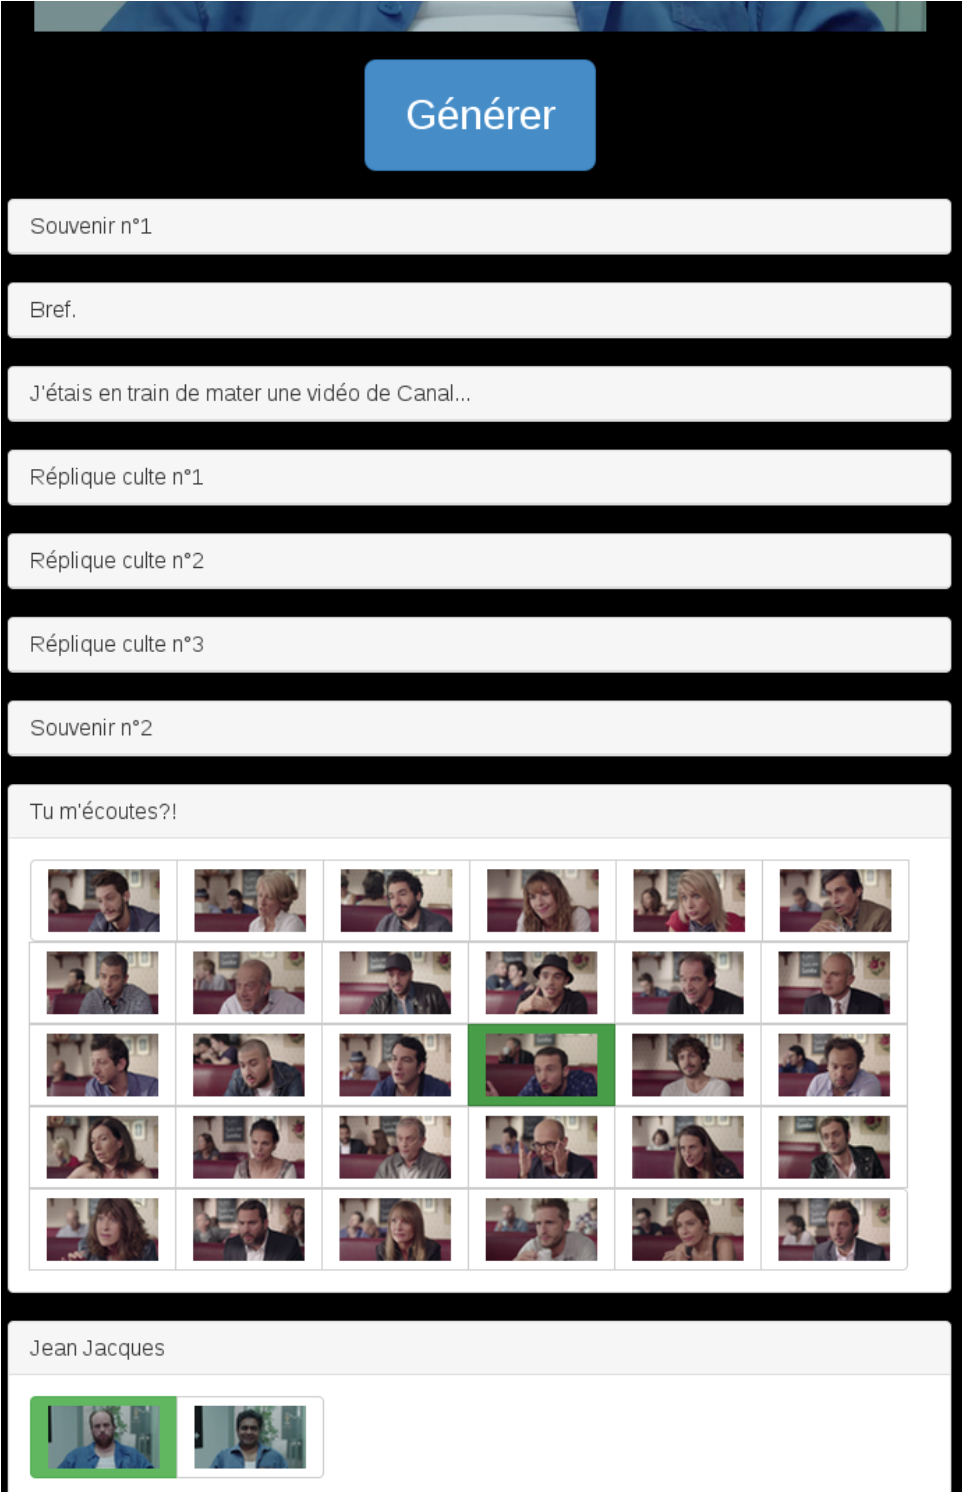 Générer
Souvenir n°1
Bref.
J'étais en train de mater une vidéo de Canal...
Réplique culte n°1
Réplique culte n°2
Réplique culte n°3
Souvenir n°2
Tu m'écoutes?!
Jean Jacques